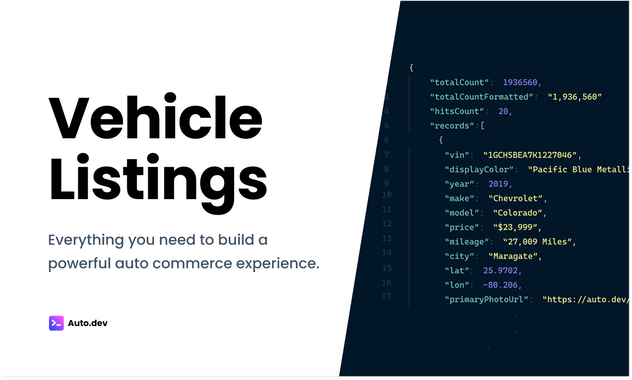 Vehicle
Listings
Everything you need to build a
powerful auto commerce experience.
Auto.dev
{
"totalCount": 1936560,
"totalCountFormatted": "1,936,560"
"hitsCount": 20,
5 "records":[
6 {
7 "vin": "1GCHSBEA7K1227046",
8 "displayColor": "Pacific Blue Metalli
9 "year": 2019,
10 "make": "Chevrolet",
11 "model": "Colorado",
12 "price": "$23,999",
13 "mileage": "27,009 Miles",
14 "city": "Maragate",
15 "lat": 25.9702,
16 "lon": -80.206,
17 "primaryPhotoUrl": "https://auto.dev/